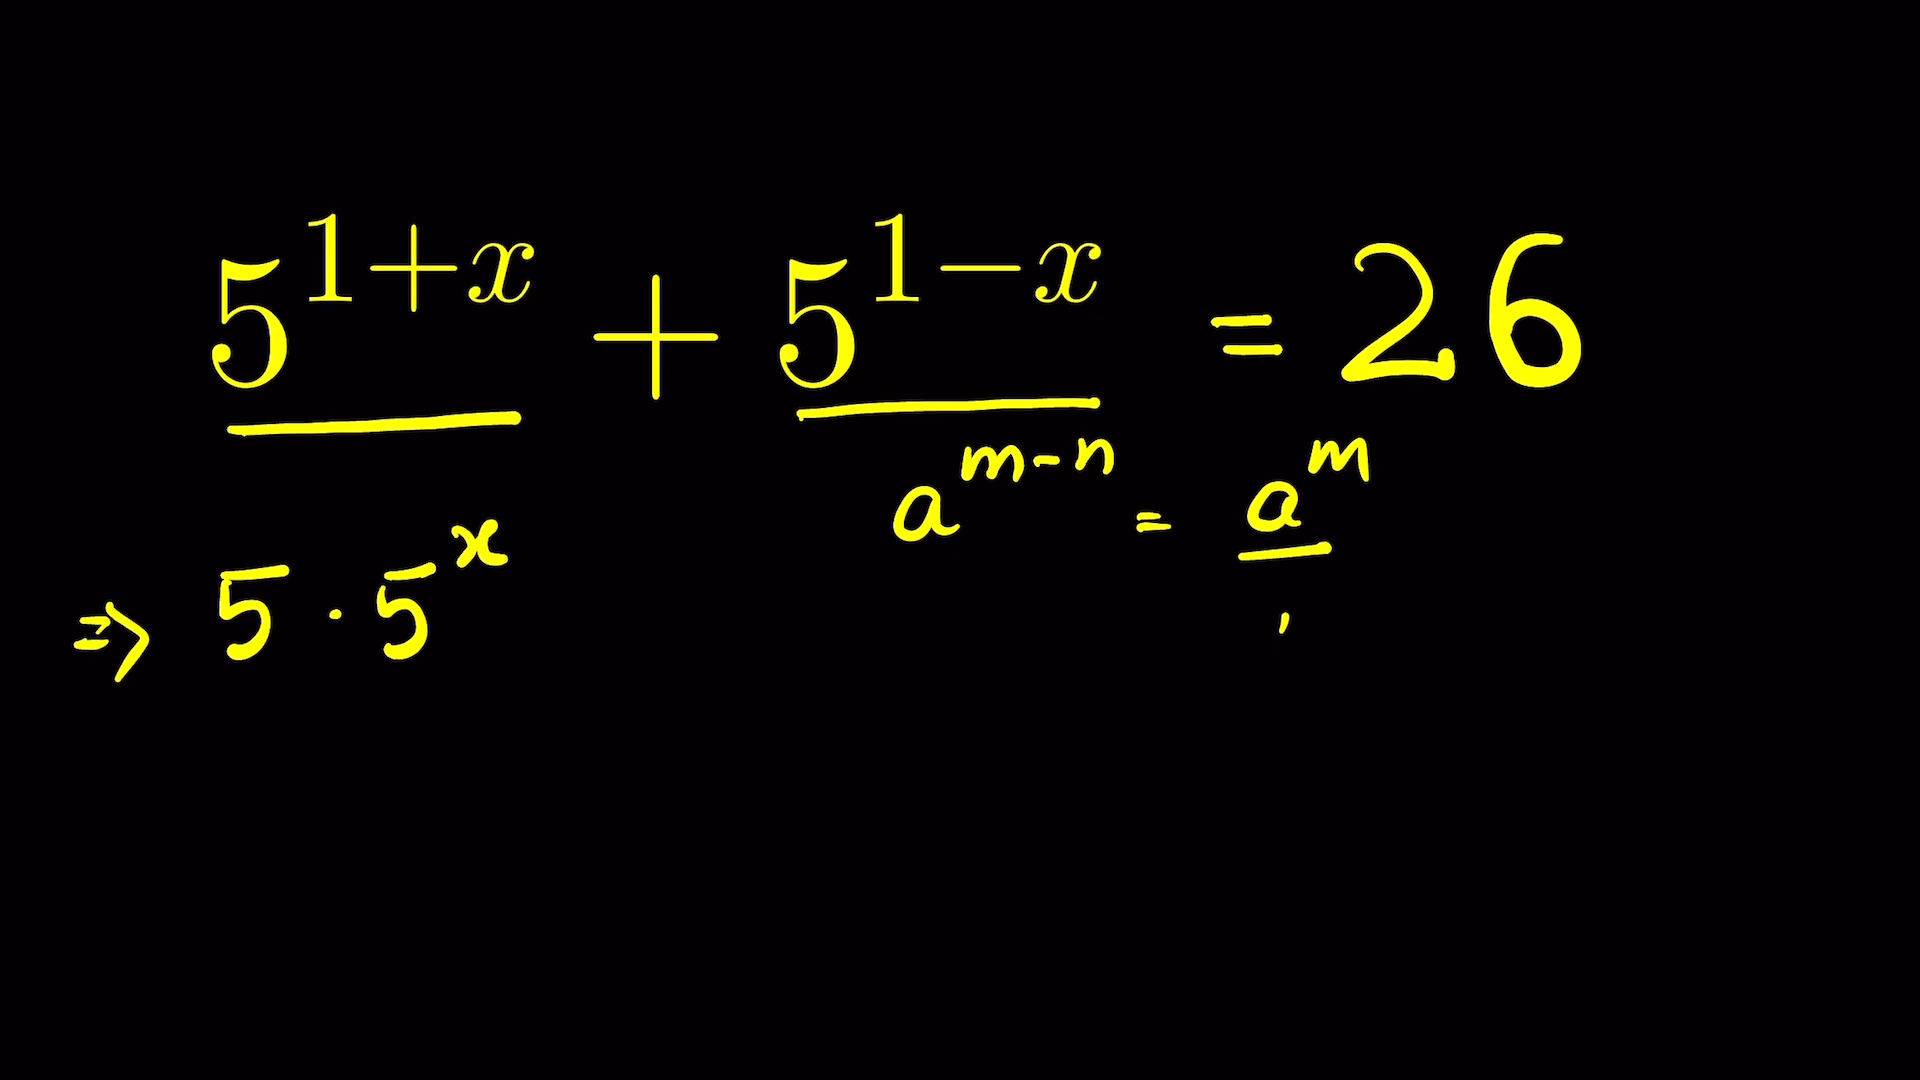 5^{1+x} + 5^{1-x} = 26
a^{m-n} = a^m
⇒ 5 · 5^x